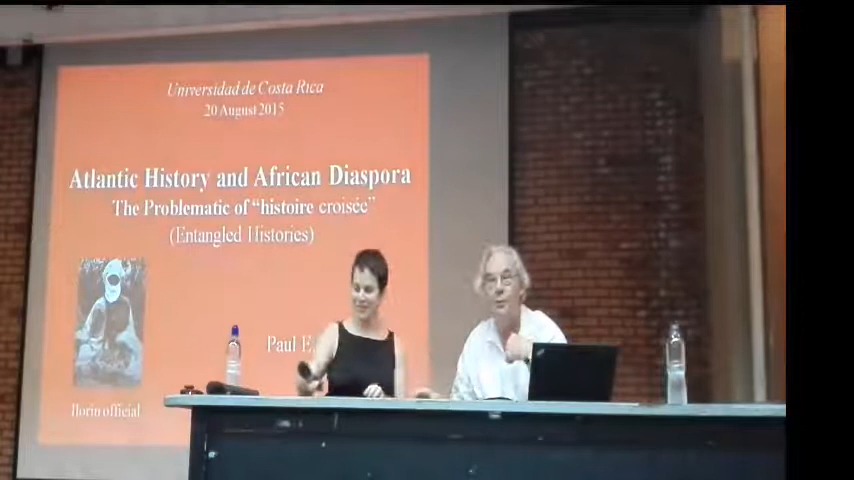 Universidad de Costa Rica
20 August 2015
Atlantic History and African Diaspora
The Problematic of “histoire croisée”
(Entangled Histories)
Paul E.
Ilorin official